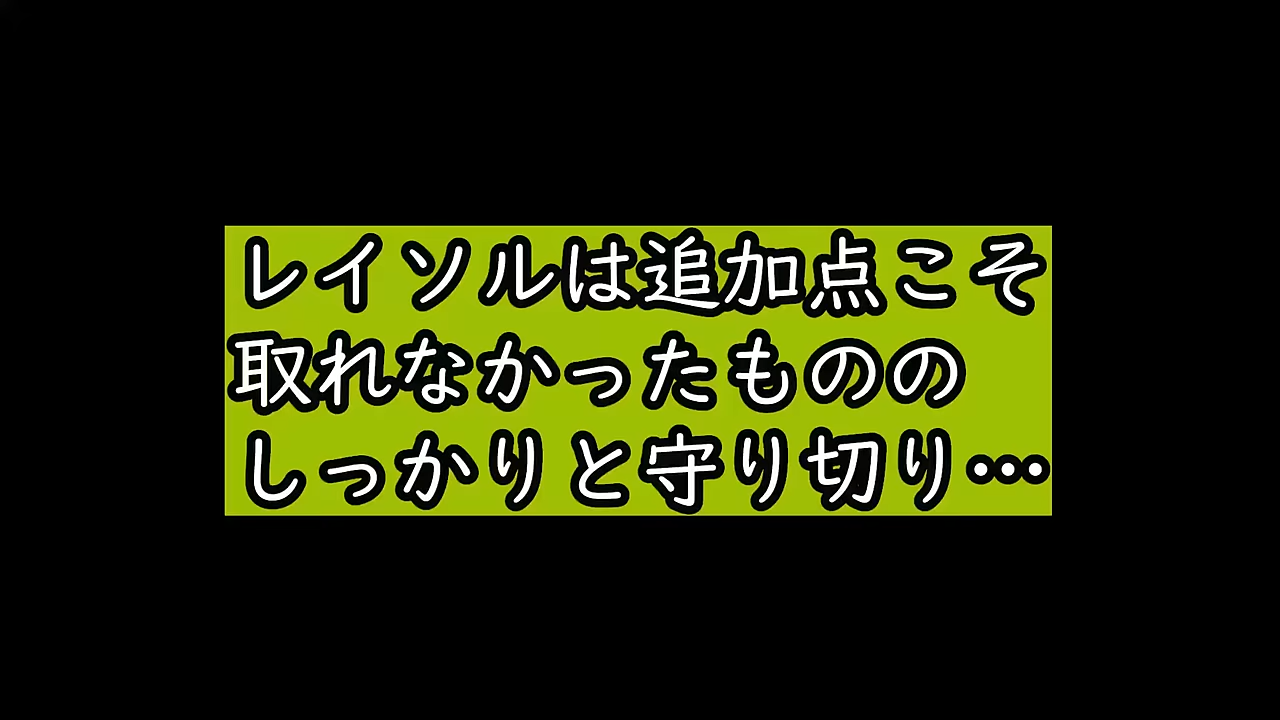 レイソルは追加点こそ
取れなかったものの
しっかりと守り切り…